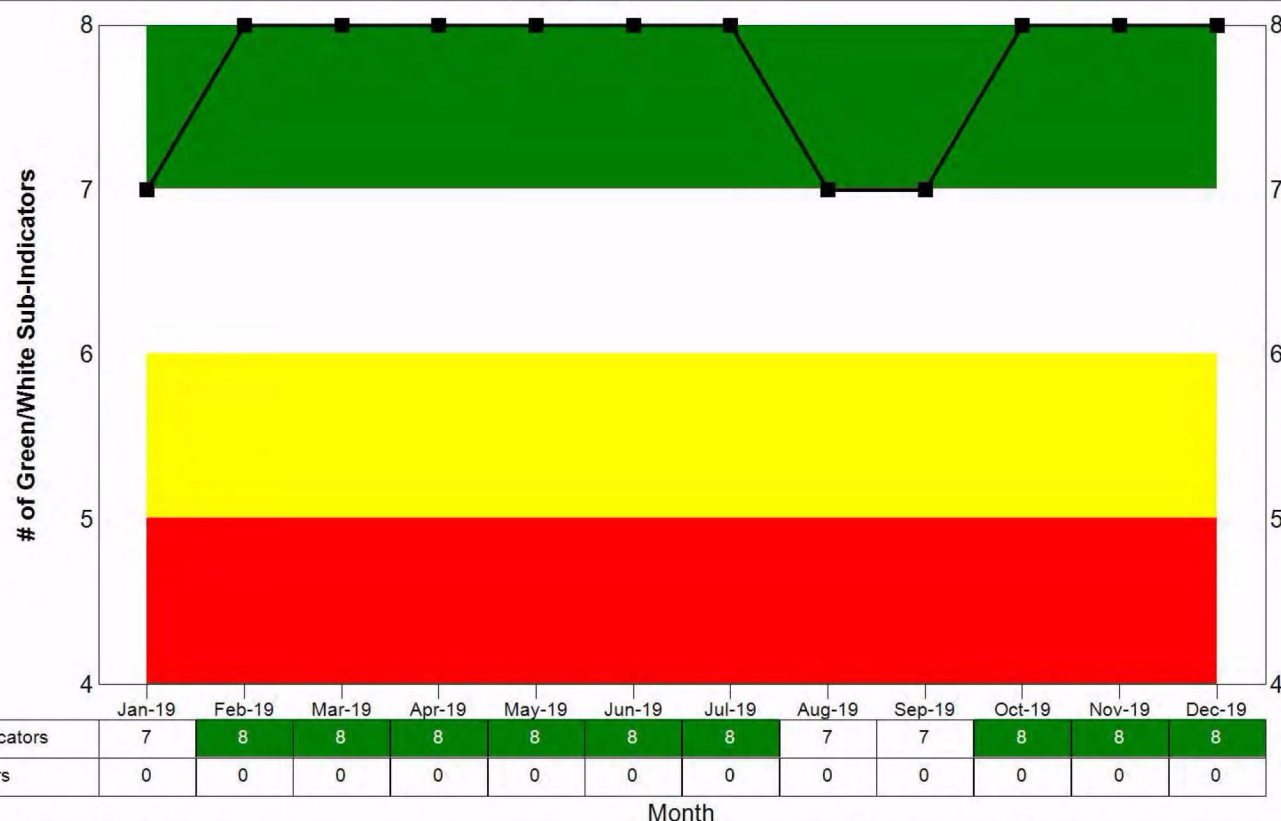 # of Green/White Sub-Indicators
8 8
7 7
6 6
5 5
4 4
Jan-19 Feb-19 Mar-19 Apr-19 May-19 Jun-19 Jul-19 Aug-19 Sep-19 Oct-19 Nov-19 Dec-19
cators 7 8 8 8 8 8 8 7 7 8 8 8
rs 0 0 0 0 0 0 0 0 0 0 0 0
Month